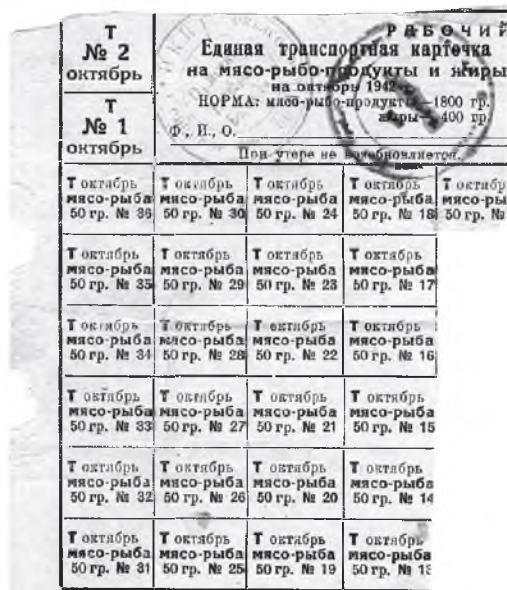 Т
№ 2
октябрь
Т
№ 1
октябрь
РАБОЧИЙ
Единая транспортная карточка
на мясо-рыбо-продукты и жиры
на октябрь 1942 г.
НОРМА: мясо-рыбо-продукты—1800 гр.
жиры— 400 гр.
Ф., И., О.
При утере не возобновляется.
Т октябрь Т октябрь Т октябрь Т октябрь Т октябр
мясо-рыба мясо-рыба мясо-рыба мясо-рыба мясо-ры
50 гр. № 36 50 гр. № 30 50 гр. № 24 50 гр. № 18 50 гр. №
Т октябрь Т октябрь Т октябрь Т октябрь
мясо-рыба мясо-рыба мясо-рыба мясо-рыба
50 гр. № 35 50 гр. № 29 50 гр. № 23 50 гр. № 17
Т октябрь Т октябрь Т октябрь Т октябрь
мясо-рыба мясо-рыба мясо-рыба мясо-рыба
50 гр. № 34 50 гр. № 28 50 гр. № 22 50 гр. № 16
Т октябрь Т октябрь Т октябрь Т октябрь
мясо-рыба мясо-рыба мясо-рыба мясо-рыба
50 гр. № 33 50 гр. № 27 50 гр. № 21 50 гр. № 15
Т октябрь Т октябрь Т октябрь Т октябрь
мясо-рыба мясо-рыба мясо-рыба мясо-рыба
50 гр. № 32 50 гр. № 26 50 гр. № 20 50 гр. № 14
Т октябрь Т октябрь Т октябрь Т октябрь
мясо-рыба мясо-рыба мясо-рыба мясо-рыба
50 гр. № 31 50 гр. № 25 50 гр. № 19 50 гр. № 13